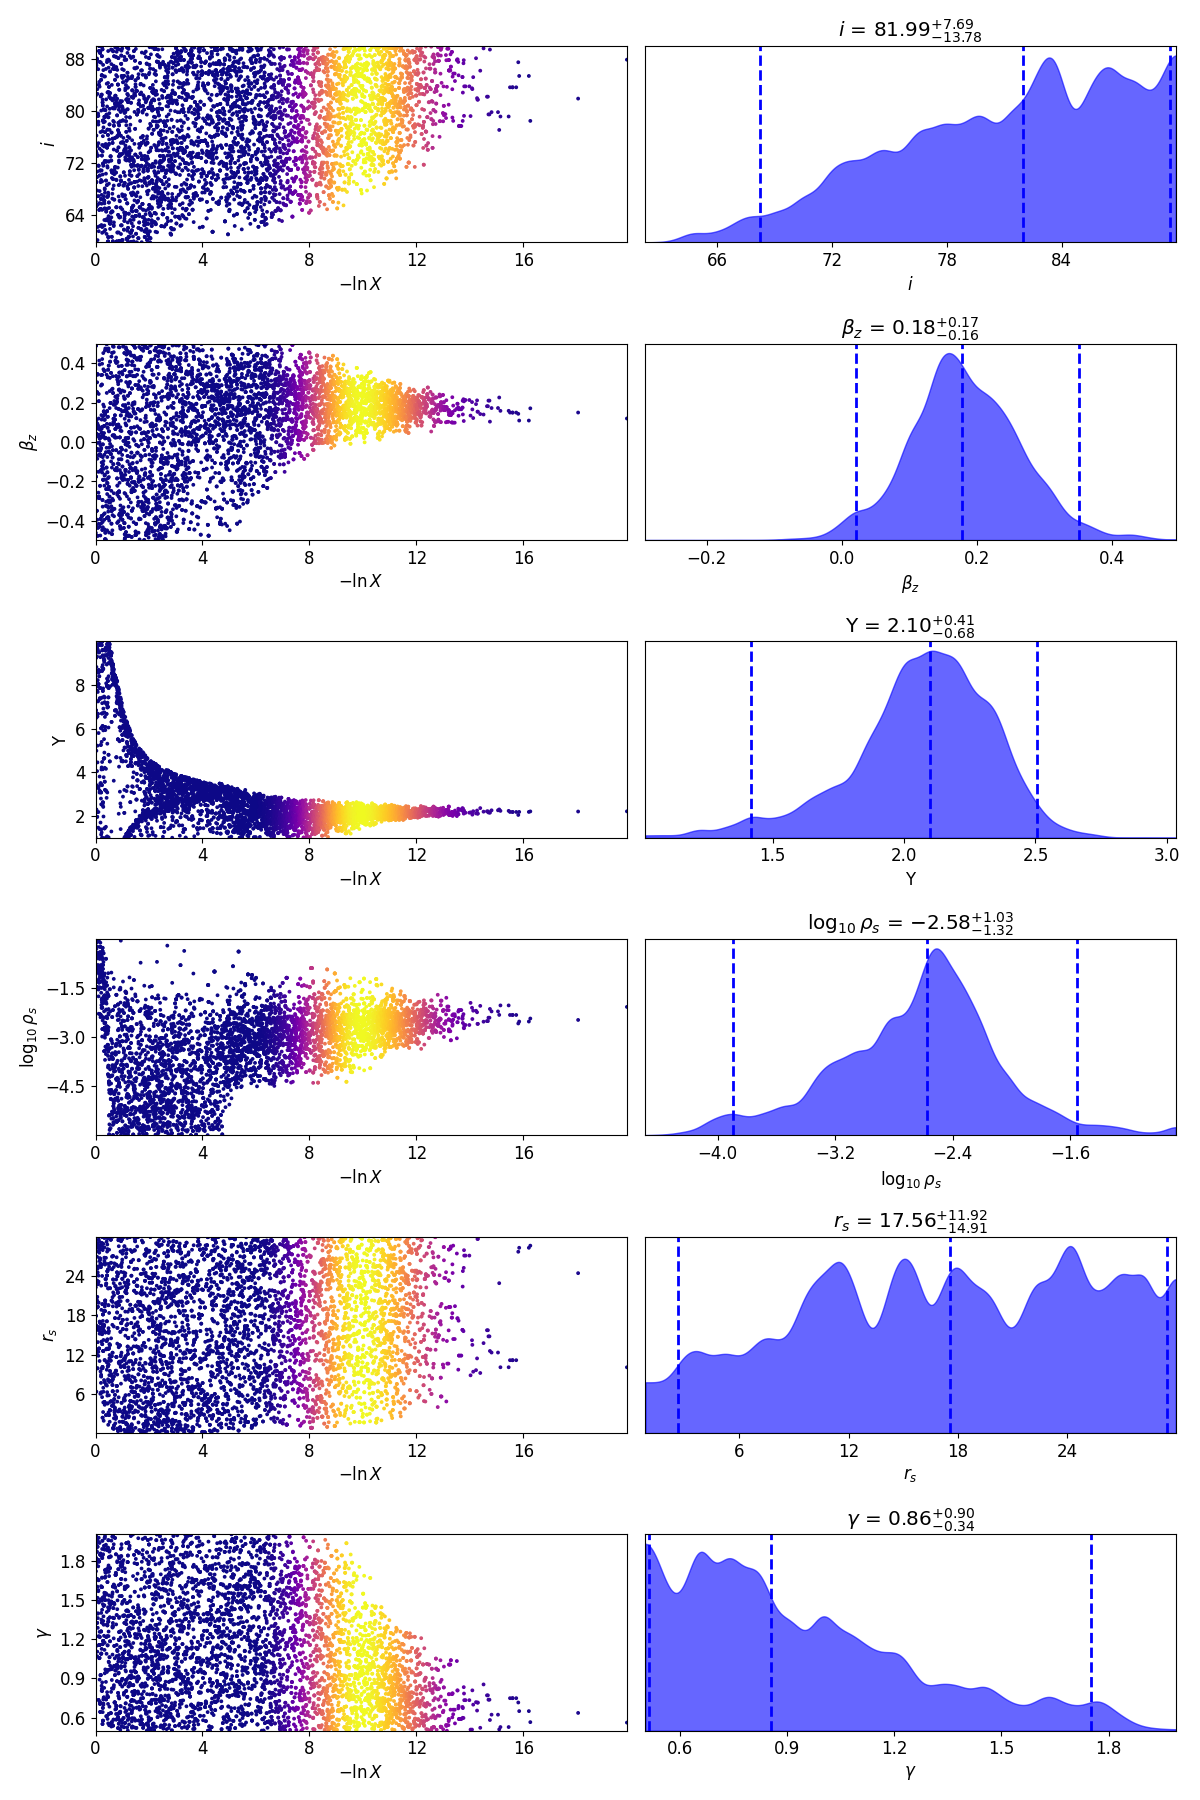 i = 81.99 +7.69 −13.78
88
80
72
64
0 4 8 12 16
66 72 78 84
−ln X
i
i
β_z = 0.18 +0.17 −0.16
0.4
0.2
0.0
−0.2
−0.4
β_z
0 4 8 12 16
−0.2 0.0 0.2 0.4
−ln X
β_z
Y = 2.10 +0.41 −0.68
8
6
4
2
Y
0 4 8 12 16
1.5 2.0 2.5 3.0
−ln X
Y
log₁₀ ρ_s = −2.58 +1.03 −1.32
−1.5
−3.0
−4.5
log₁₀ ρ_s
0 4 8 12 16
−4.0 −3.2 −2.4 −1.6
−ln X
log₁₀ ρ_s
r_s = 17.56 +11.92 −14.91
24
18
12
6
r_s
0 4 8 12 16
6 12 18 24
−ln X
r_s
γ = 0.86 +0.90 −0.34
1.8
1.5
1.2
0.9
0.6
γ
0 4 8 12 16
0.6 0.9 1.2 1.5 1.8
−ln X
γ